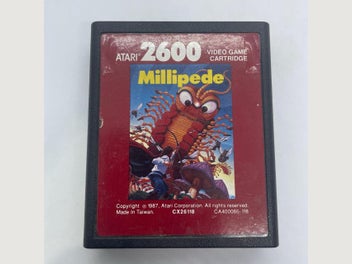 ATARI 2600 VIDEO GAME CARTRIDGE
Millipede
Copyright © 1987, Atari Corporation. All rights reserved.
Made in Taiwan. CX26118 CA400066-118